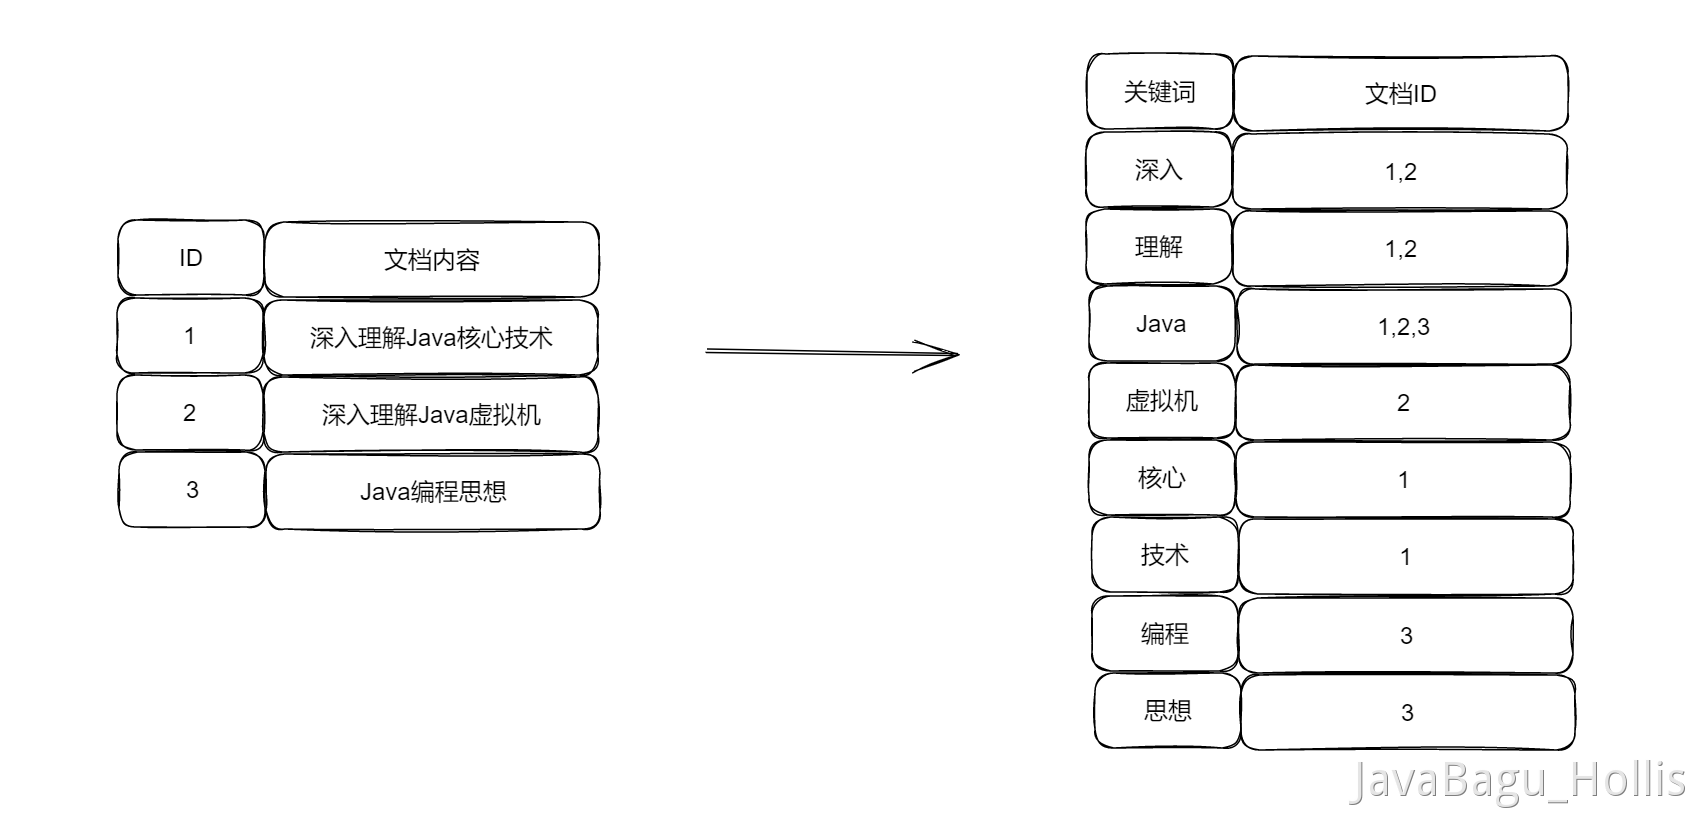 ID 文档内容
1 深入理解Java核心技术
2 深入理解Java虚拟机
3 Java编程思想
关键词 文档ID
深入 1,2
理解 1,2
Java 1,2,3
虚拟机 2
核心 1
技术 1
编程 3
思想 3
JavaBagu_Hollis